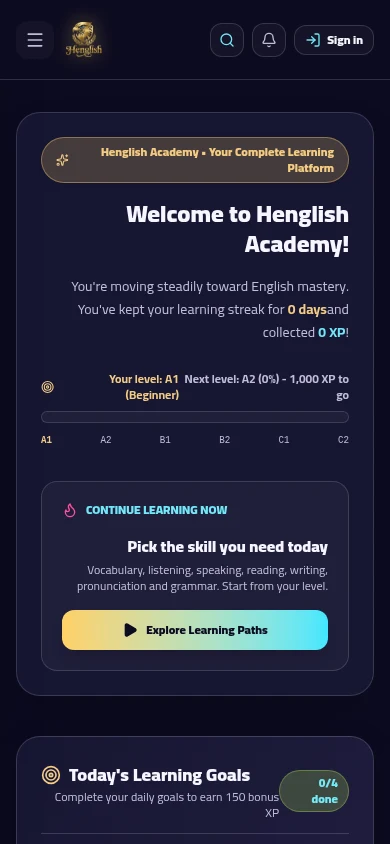 Henglish
Sign in
Henglish Academy • Your Complete Learning
Platform
Welcome to Henglish
Academy!
You're moving steadily toward English mastery.
You've kept your learning streak for 0 daysand
collected 0 XP!
Your level: A1
(Beginner)
Next level: A2 (0%) - 1,000 XP to
go
A1 A2 B1 B2 C1 C2
CONTINUE LEARNING NOW
Pick the skill you need today
Vocabulary, listening, speaking, reading, writing,
pronunciation and grammar. Start from your level.
Explore Learning Paths
Today's Learning Goals
Complete your daily goals to earn 150 bonus
XP
0/4
done